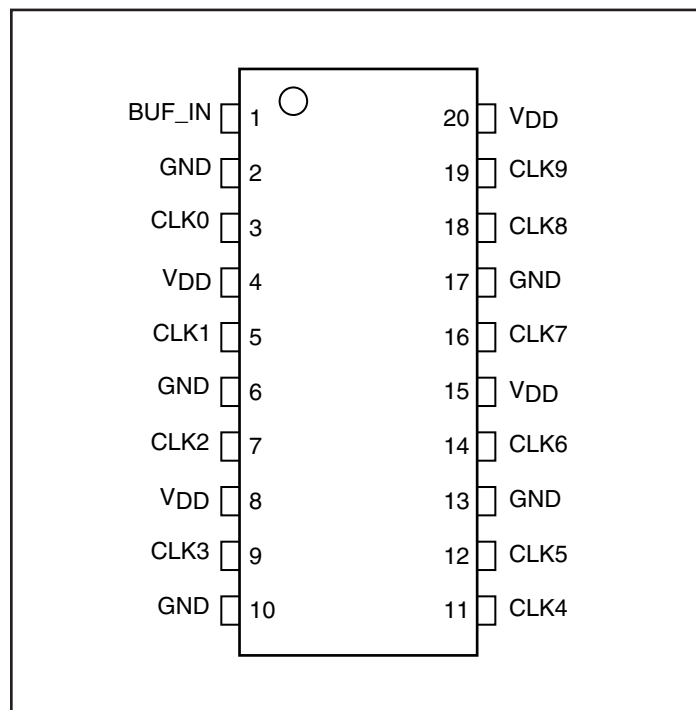 BUF_IN 1 20 VDD
GND 2 19 CLK9
CLK0 3 18 CLK8
VDD 4 17 GND
CLK1 5 16 CLK7
GND 6 15 VDD
CLK2 7 14 CLK6
VDD 8 13 GND
CLK3 9 12 CLK5
GND 10 11 CLK4